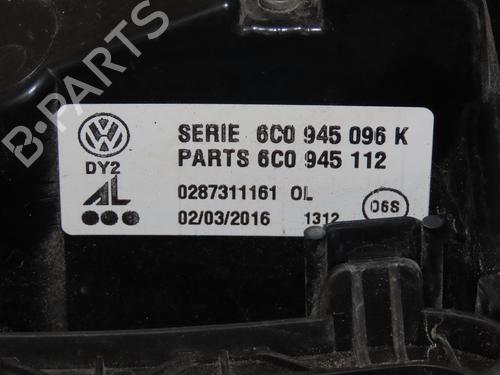 SERIE 6C0 945 096 K
PARTS 6C0 945 112
DY2
AL
0287311161 OL
02/03/2016 1312 06S
B-PARTS